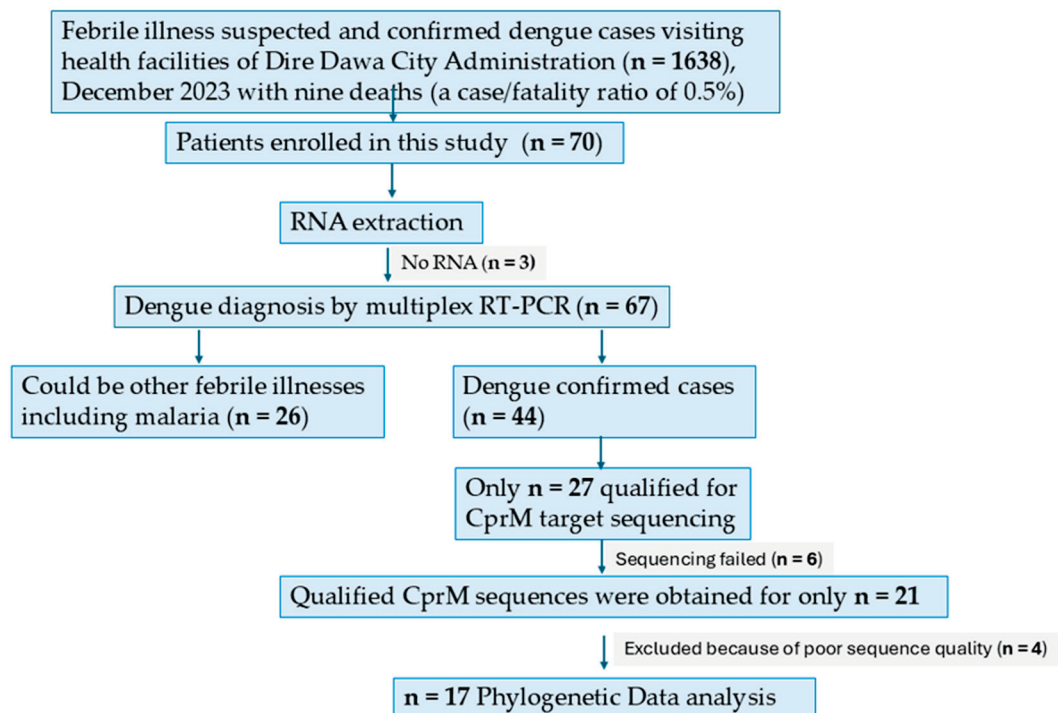 Febrile illness suspected and confirmed dengue cases visiting
health facilities of Dire Dawa City Administration (n = 1638),
December 2023 with nine deaths (a case/fatality ratio of 0.5%)
Patients enrolled in this study (n = 70)
RNA extraction
No RNA (n = 3)
Dengue diagnosis by multiplex RT-PCR (n = 67)
Could be other febrile illnesses
including malaria (n = 26)
Dengue confirmed cases
(n = 44)
Only n = 27 qualified for
CprM target sequencing
Sequencing failed (n = 6)
Qualified CprM sequences were obtained for only n = 21
Excluded because of poor sequence quality (n = 4)
n = 17 Phylogenetic Data analysis